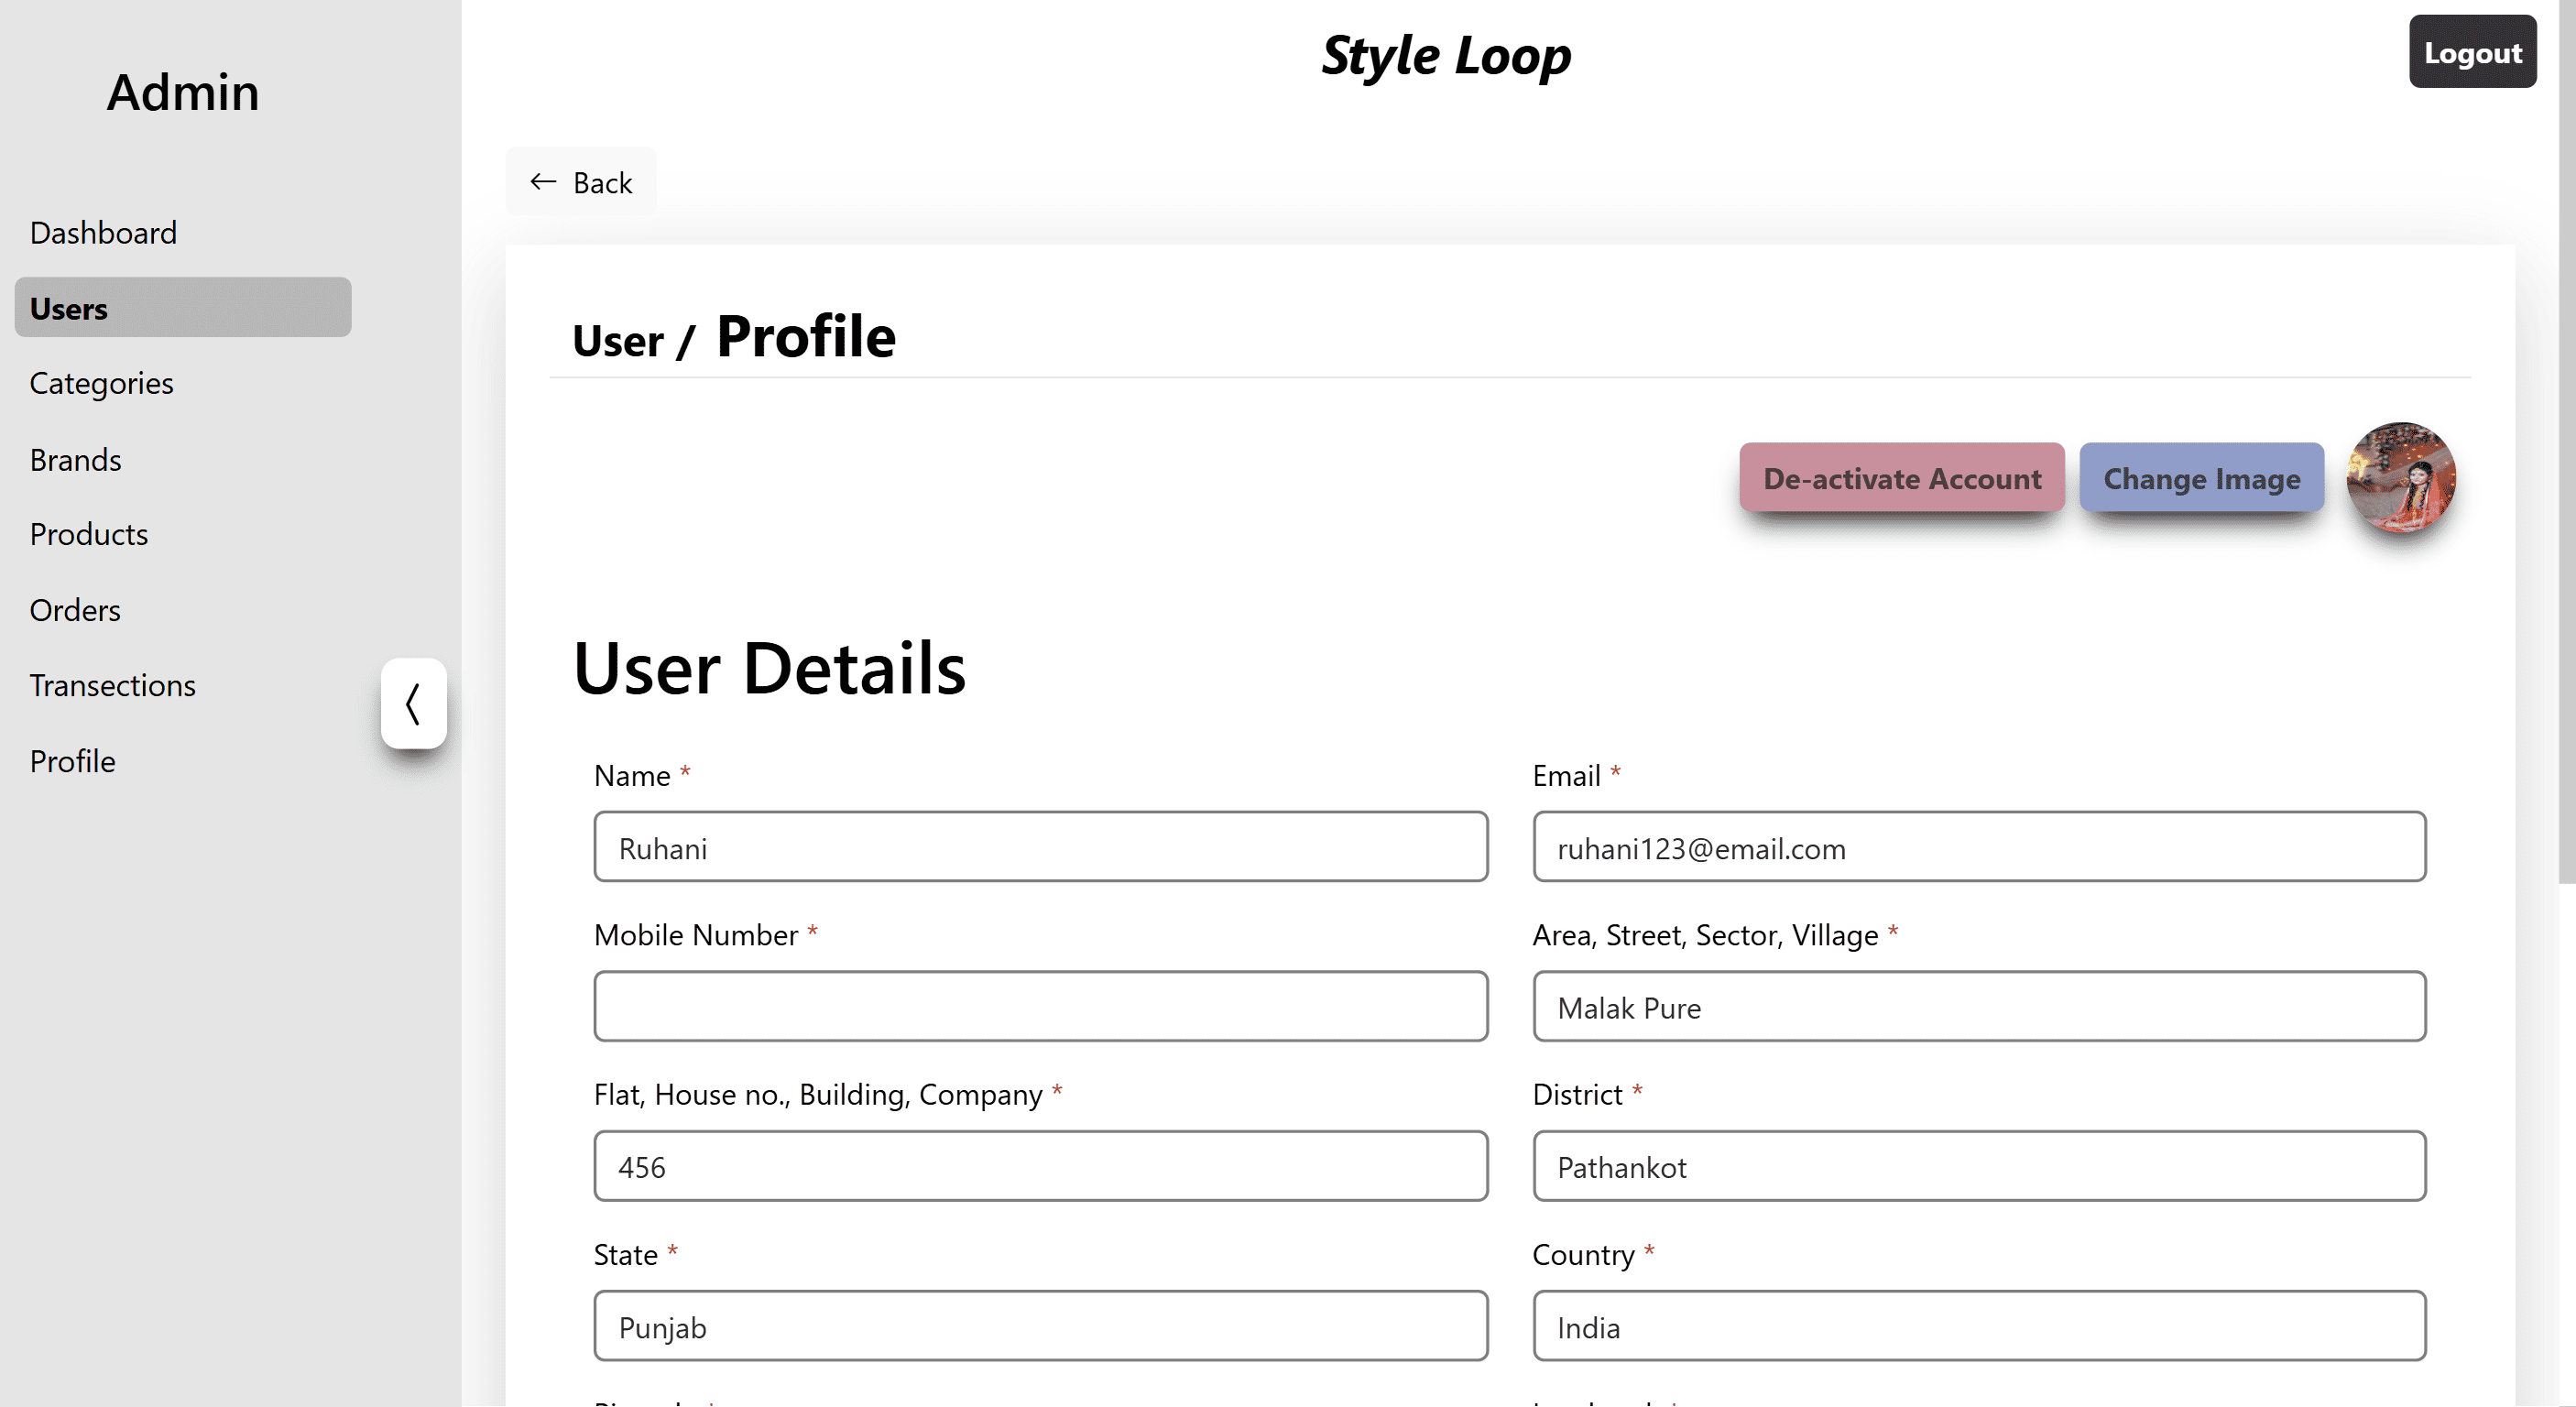 Style Loop
Logout
Admin
Dashboard
Users
Categories
Brands
Products
Orders
Transections
Profile
Back
User / Profile
De-activate Account
Change Image
User Details
Name *
Email *
Ruhani
ruhani123@email.com
Mobile Number *
Area, Street, Sector, Village *
Malak Pure
Flat, House no., Building, Company *
District *
456
Pathankot
State *
Country *
Punjab
India